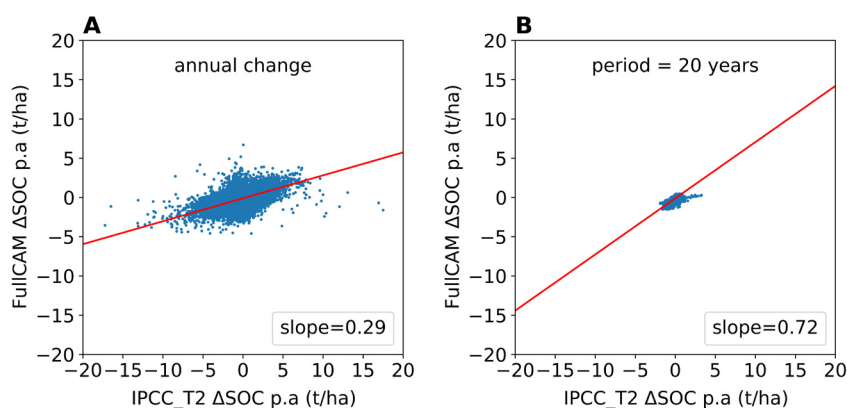 A
annual change
20
15
10
5
0
−5
−10
−15
−20
FullCAM ΔSOC p.a (t/ha)
slope=0.29
−20 −15 −10 −5 0 5 10 15 20
IPCC_T2 ΔSOC p.a (t/ha)
B
period = 20 years
20
15
10
5
0
−5
−10
−15
−20
FullCAM ΔSOC p.a (t/ha)
slope=0.72
−20 −15 −10 −5 0 5 10 15 20
IPCC_T2 ΔSOC p.a (t/ha)